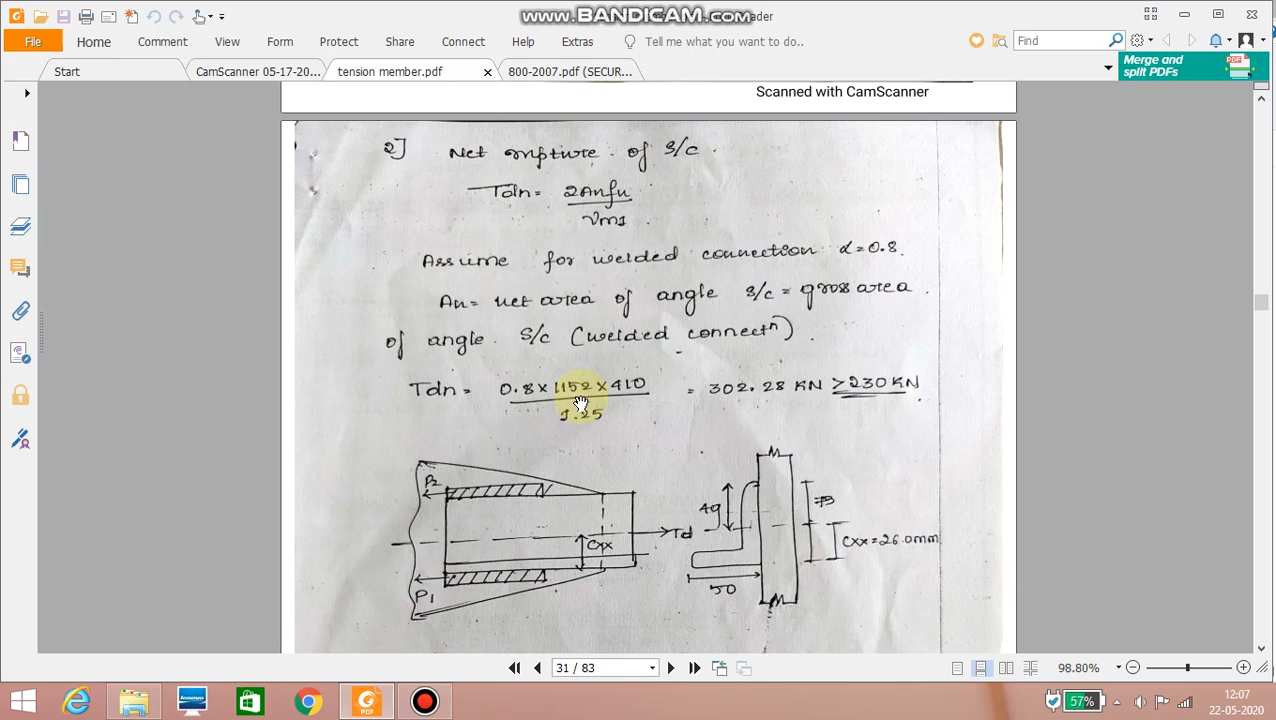 www.BANDICAM.com
ader
File
Home
Comment
View
Form
Protect
Share
Connect
Help
Extras
Tell me what you want to do..
Find
Start
CamScanner 05-17-20...
tension member.pdf
800-2007.pdf (SECUR...
Merge and
split PDFs
Scanned with CamScanner
2] Net rupture of s/c.
Tdn = 2Anfu
γm1
Assume for welded connection α=0.8.
An= net area of angle s/c = gross area
of angle s/c (welded connectn).
Tdn = 0.8×1152×410 = 302.28 KN >230 KN
1.25
P2
Cxx
Td
P1
49
75
Cxx=26.0mm
50
31 / 83
98.80%
57%
12:07
22-05-2020